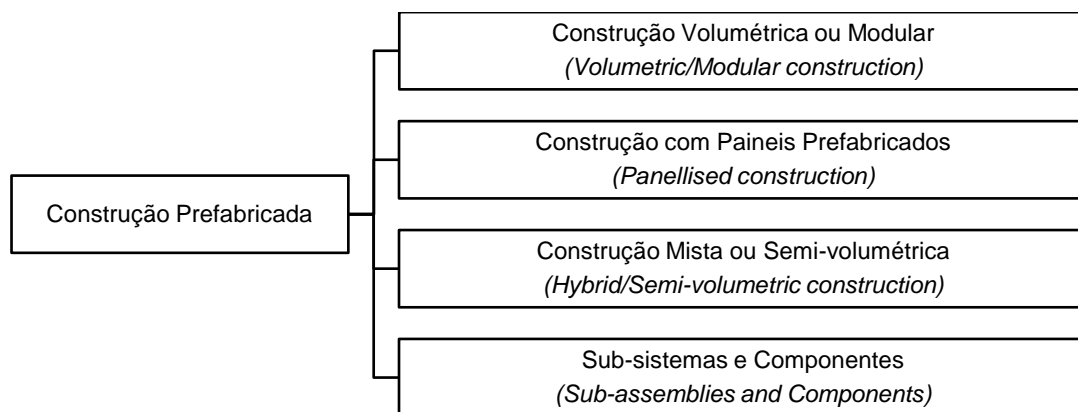 Construção Volumétrica ou Modular
(Volumetric/Modular construction)
Construção com Paineis Prefabricados
(Panellised construction)
Construção Prefabricada
Construção Mista ou Semi-volumétrica
(Hybrid/Semi-volumetric construction)
Sub-sistemas e Componentes
(Sub-assemblies and Components)